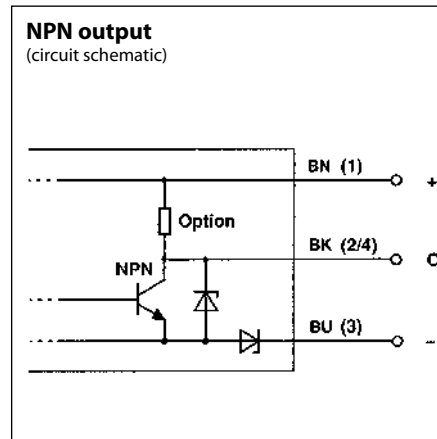 NPN output
(circuit schematic)
BN (1)
+
Option
BK (2/4)
NPN
BU (3)
–